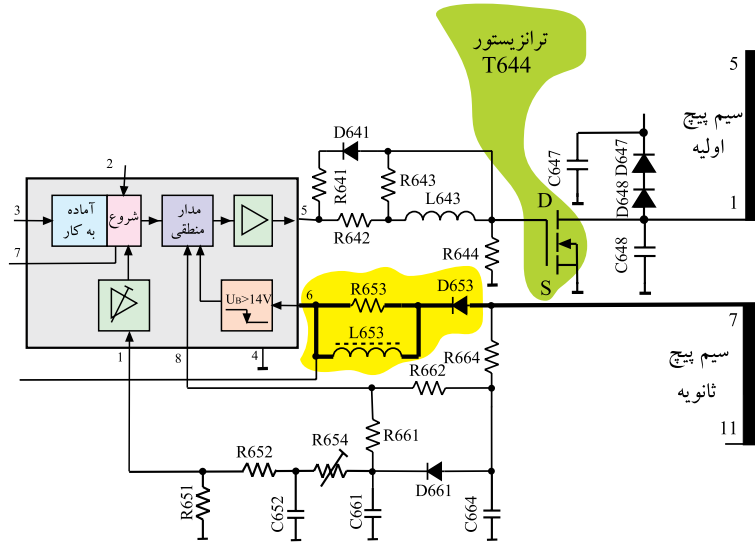 ترانزیستور
T644
5
سیم پیچ
اولیه
1
D641
R641
R643
L643
R642
R644
D
S
C647
D647
D648
C648
2
3
آماده
به کار
شروع
مدار
منطقی
5
7
UB>14V
6
1
8
4
R653
D653
L653
R664
7
سیم پیچ
ثانویه
11
R662
R661
R652
R654
R651
C652
C661
D661
C664